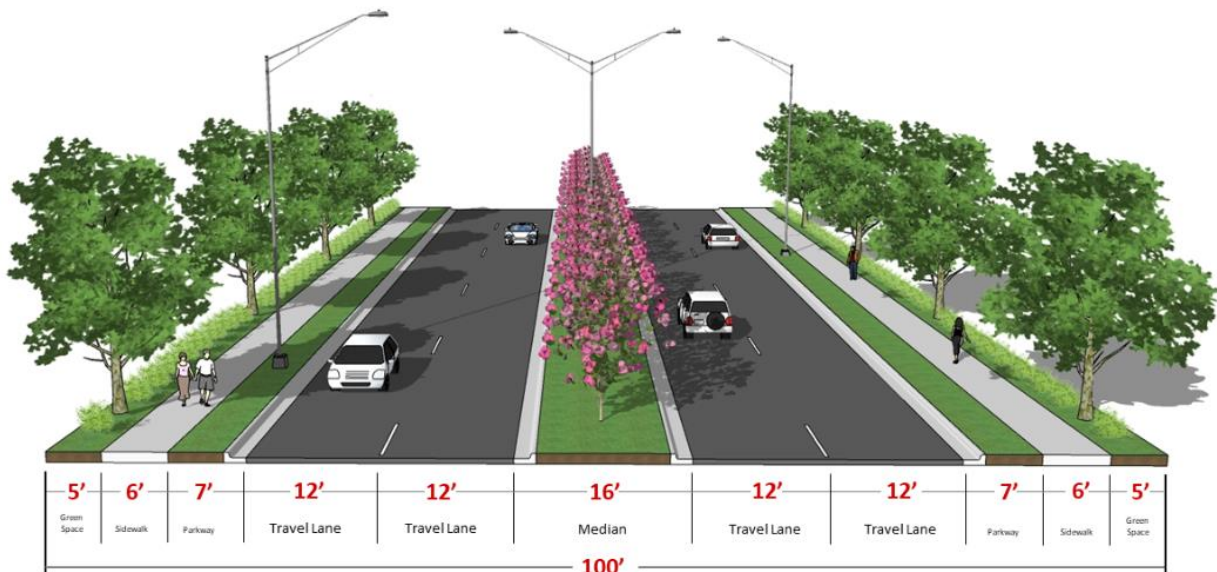 5’ 6’ 7’ 12’ 12’ 16’ 12’ 12’ 7’ 6’ 5’
Green
Space
Sidewalk
Parkway
Travel Lane
Travel Lane
Median
Travel Lane
Travel Lane
Parkway
Sidewalk
Green
Space
100’